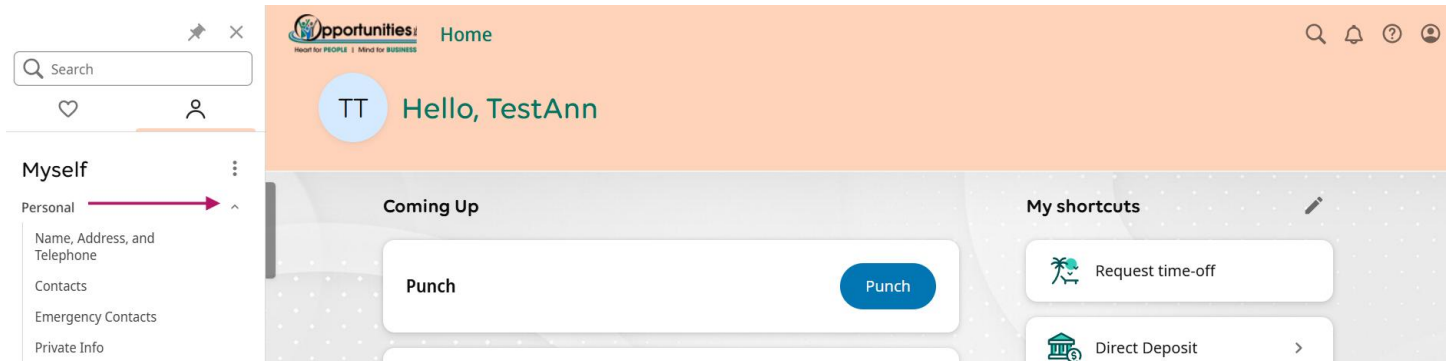 Search
Myself
Personal
Name, Address, and
Telephone
Contacts
Emergency Contacts
Private Info
Opportunities
Heart for PEOPLE | Mind for BUSINESS
Home
TT
Hello, TestAnn
Coming Up
Punch
Punch
My shortcuts
Request time-off
Direct Deposit